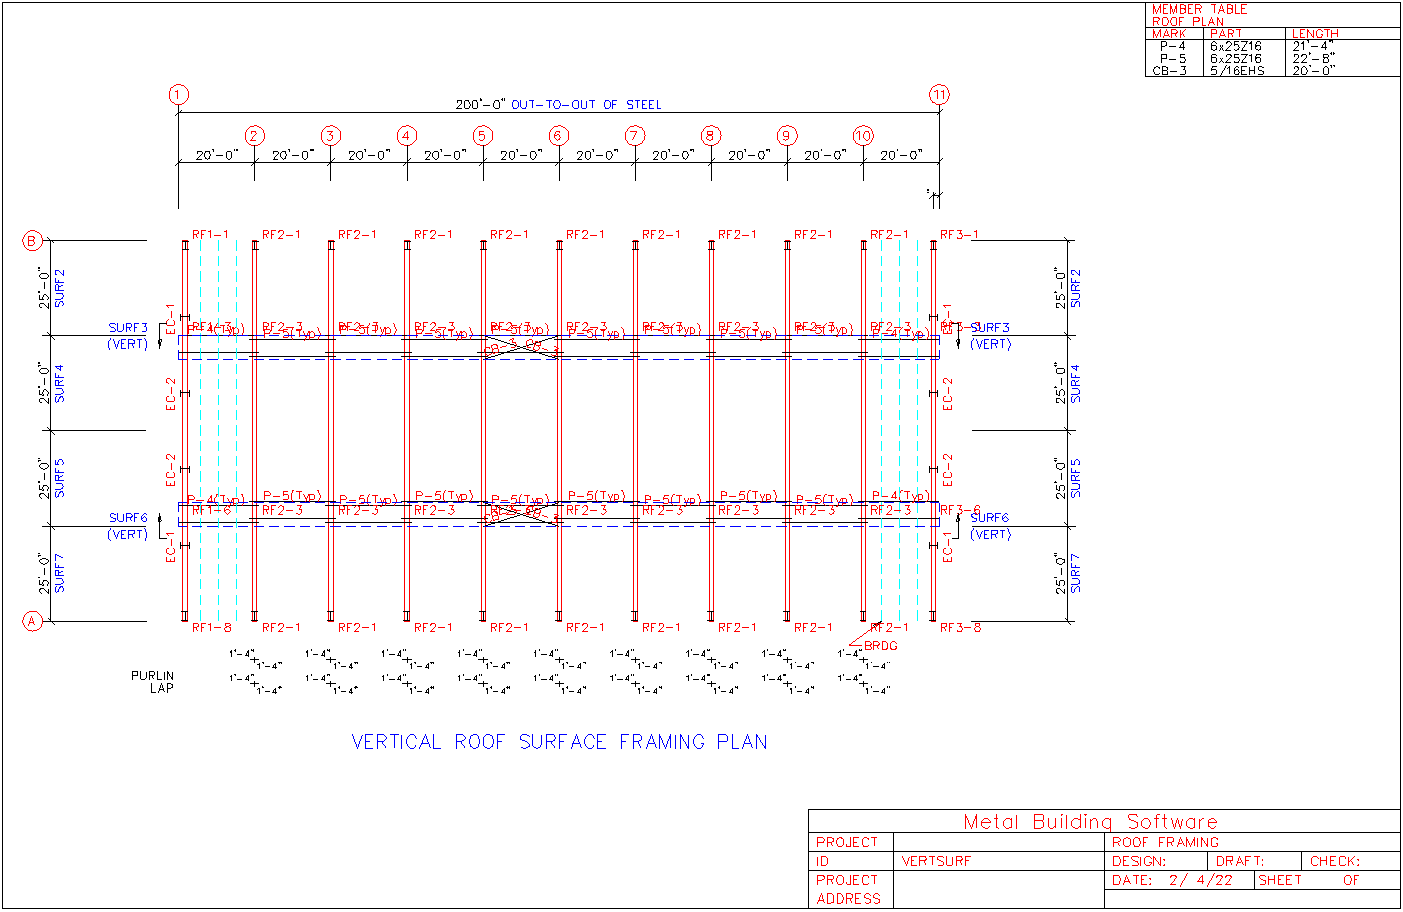 MEMBER TABLE
ROOF PLAN
MARK PART LENGTH
P-4 6x25Z16 21'-4"
P-5 6x25Z16 22'-8"
CB-3 5/16EHS 20'-0"
1 11
200'-0" OUT-TO-OUT OF STEEL
2 3 4 5 6 7 8 9 10
20'-0" 20'-0" 20'-0" 20'-0" 20'-0" 20'-0" 20'-0" 20'-0" 20'-0" 20'-0"
B RF1-1 RF2-1 RF2-1 RF2-1 RF2-1 RF2-1 RF2-1 RF2-1 RF2-1 RF2-1 RF3-1
25'-0" SURF2 25'-0" SURF2
EC-1 EC-1
SURF3 RF1-3 RF2-3 RF2-3 RF2-3 RF2-3 RF2-3 RF2-3 RF2-3 RF2-3 RF2-3 RF3-3 SURF3
P-4(Typ) P-5(Typ) P-5(Typ) P-5(Typ) P-5(Typ) P-5(Typ) P-5(Typ) P-5(Typ) P-5(Typ) P-4(Typ)
(VERT) CB-3 CB-3 (VERT)
25'-0" SURF4 EC-2 EC-2 25'-0" SURF4
25'-0" SURF5 EC-2 EC-2 25'-0" SURF5
P-4(Typ) P-5(Typ) P-5(Typ) P-5(Typ) P-5(Typ) P-5(Typ) P-5(Typ) P-5(Typ) P-5(Typ) P-4(Typ)
SURF6 RF1-6 RF2-3 RF2-3 RF2-3 RF2-3 RF2-3 RF2-3 RF2-3 RF2-3 RF2-3 RF3-6 SURF6
CB-3 CB-3
(VERT) (VERT)
EC-1 EC-1
25'-0" SURF7 25'-0" SURF7
A RF1-8 RF2-1 RF2-1 RF2-1 RF2-1 RF2-1 RF2-1 RF2-1 RF2-1 RF2-1 RF3-8
BRDG
1'-4" 1'-4" 1'-4" 1'-4" 1'-4" 1'-4" 1'-4" 1'-4" 1'-4"
1'-4" 1'-4" 1'-4" 1'-4" 1'-4" 1'-4" 1'-4" 1'-4" 1'-4"
PURLIN
LAP
1'-4" 1'-4" 1'-4" 1'-4" 1'-4" 1'-4" 1'-4" 1'-4" 1'-4"
1'-4" 1'-4" 1'-4" 1'-4" 1'-4" 1'-4" 1'-4" 1'-4" 1'-4"
VERTICAL ROOF SURFACE FRAMING PLAN
Metal Building Software
PROJECT ROOF FRAMING
ID VERTSURF DESIGN: DRAFT: CHECK:
PROJECT DATE: 2/ 4/22 SHEET OF
ADDRESS